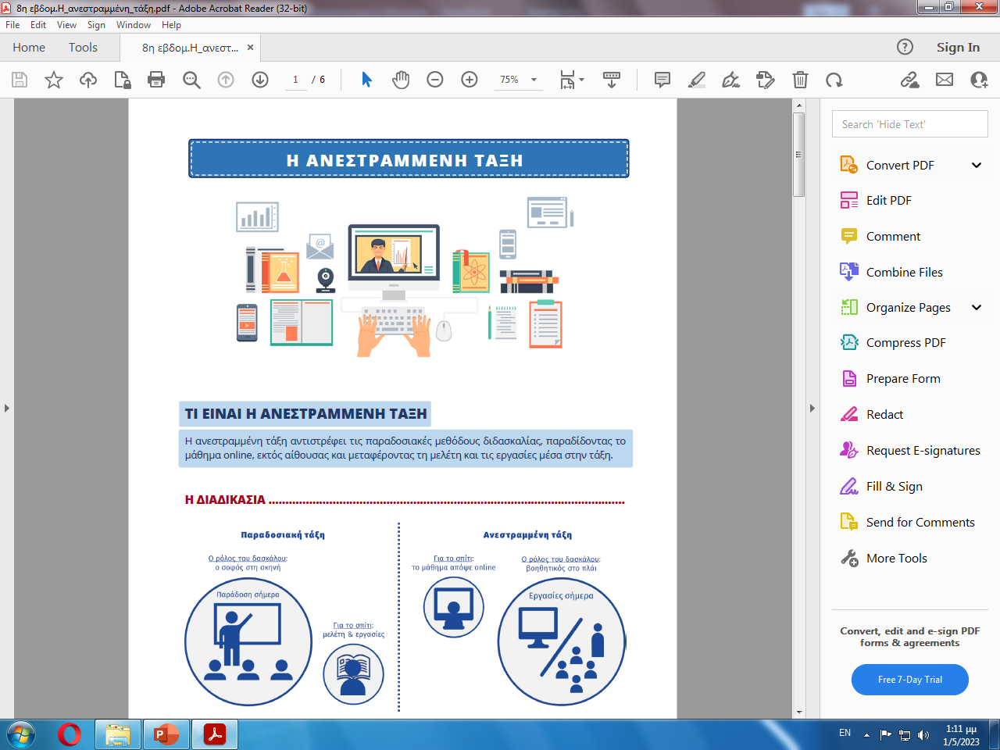 8η εβδομ.Η_ανεστραμμένη_τάξη.pdf - Adobe Acrobat Reader (32-bit)
File Edit View Sign Window Help
Home Tools 8η εβδομ.Η_ανεστ... × ? Sign In
1 / 6 75%
Η ΑΝΕΣΤΡΑΜΜΕΝΗ ΤΑΞΗ
@
ΤΙ ΕΙΝΑΙ Η ΑΝΕΣΤΡΑΜΜΕΝΗ ΤΑΞΗ
Η ανεστραμμένη τάξη αντιστρέφει τις παραδοσιακές μεθόδους διδασκαλίας, παραδίδοντας το
μάθημα online, εκτός αίθουσας και μεταφέροντας τη μελέτη και τις εργασίες μέσα στην τάξη.
Η ΔΙΑΔΙΚΑΣΙΑ ........................................................................................................
Παραδοσιακή τάξη
Ο ρόλος του δασκάλου:
ο σοφός στη σκηνή
Παράδοση σήμερα
Για το σπίτι:
μελέτη & εργασίες
Ανεστραμμένη τάξη
Για το σπίτι:
το μάθημα απόψε online
Ο ρόλος του δασκάλου:
βοηθητικός στο πλάι
Εργασίες σήμερα
Search 'Hide Text'
Convert PDF
Edit PDF
Comment
Combine Files
Organize Pages
Compress PDF
Prepare Form
Redact
Request E-signatures
Fill & Sign
Send for Comments
More Tools
Convert, edit and e-sign PDF
forms & agreements
Free 7-Day Trial
EN
1:11 μμ
1/5/2023